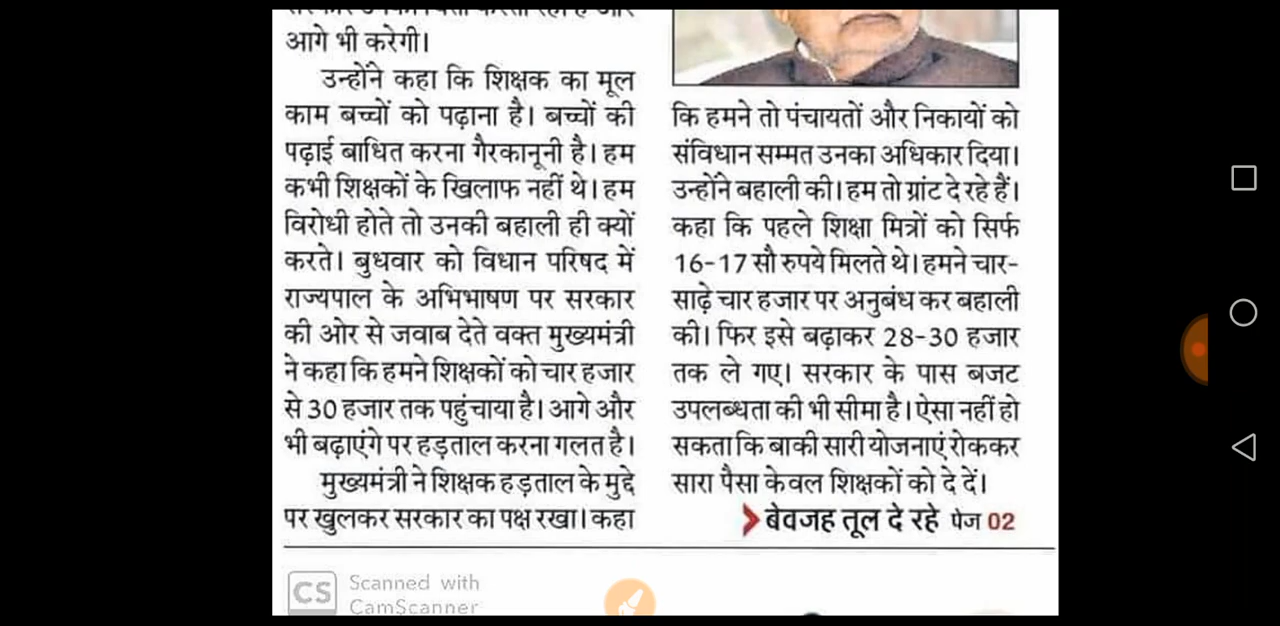 आगे भी करेगी।
उन्होंने कहा कि शिक्षक का मूल
काम बच्चों को पढ़ाना है। बच्चों की
पढ़ाई बाधित करना गैरकानूनी है। हम
कभी शिक्षकों के खिलाफ नहीं थे। हम
विरोधी होते तो उनकी बहाली ही क्यों
करते। बुधवार को विधान परिषद में
राज्यपाल के अभिभाषण पर सरकार
की ओर से जवाब देते वक्त मुख्यमंत्री
ने कहा कि हमने शिक्षकों को चार हजार
से 30 हजार तक पहुंचाया है। आगे और
भी बढ़ाएंगे पर हड़ताल करना गलत है।
मुख्यमंत्री ने शिक्षक हड़ताल के मुद्दे
पर खुलकर सरकार का पक्ष रखा। कहा
कि हमने तो पंचायतों और निकायों को
संविधान सम्मत उनका अधिकार दिया।
उन्होंने बहाली की। हम तो ग्रांट दे रहे हैं।
कहा कि पहले शिक्षा मित्रों को सिर्फ
16-17 सौ रुपये मिलते थे। हमने चार-
साढ़े चार हजार पर अनुबंध कर बहाली
की। फिर इसे बढ़ाकर 28-30 हजार
तक ले गए। सरकार के पास बजट
उपलब्धता की भी सीमा है। ऐसा नहीं हो
सकता कि बाकी सारी योजनाएं रोककर
सारा पैसा केवल शिक्षकों को दे दें।
बेवजह तूल दे रहे पेज 02
CS Scanned with
CamScanner